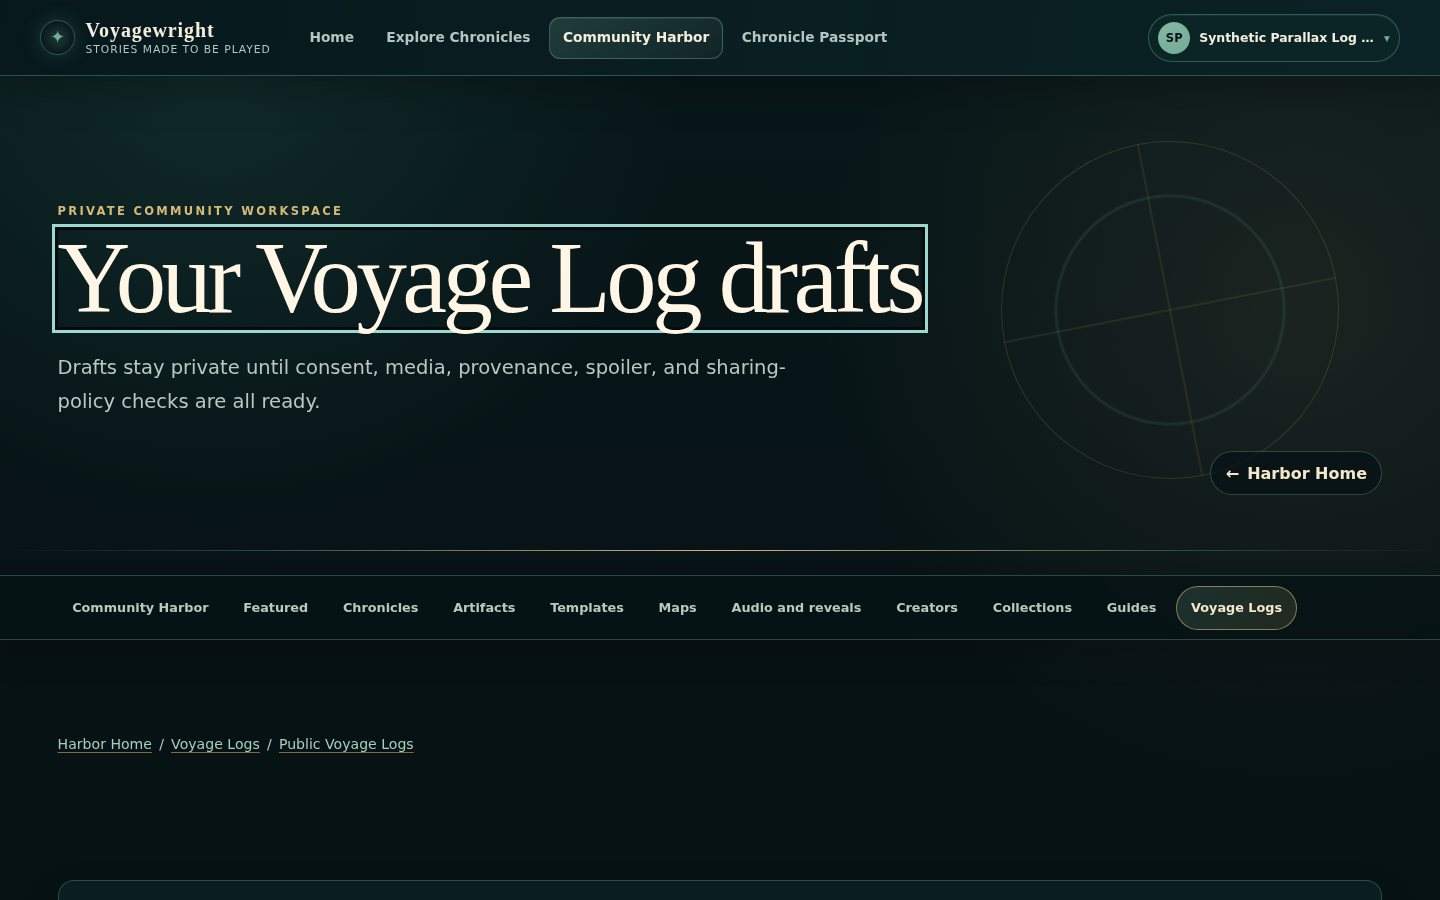 Voyagewright
STORIES MADE TO BE PLAYED
Home
Explore Chronicles
Community Harbor
Chronicle Passport
SP
Synthetic Parallax Log …
PRIVATE COMMUNITY WORKSPACE
Your Voyage Log drafts
Drafts stay private until consent, media, provenance, spoiler, and sharing-
policy checks are all ready.
← Harbor Home
Community Harbor
Featured
Chronicles
Artifacts
Templates
Maps
Audio and reveals
Creators
Collections
Guides
Voyage Logs
Harbor Home / Voyage Logs / Public Voyage Logs